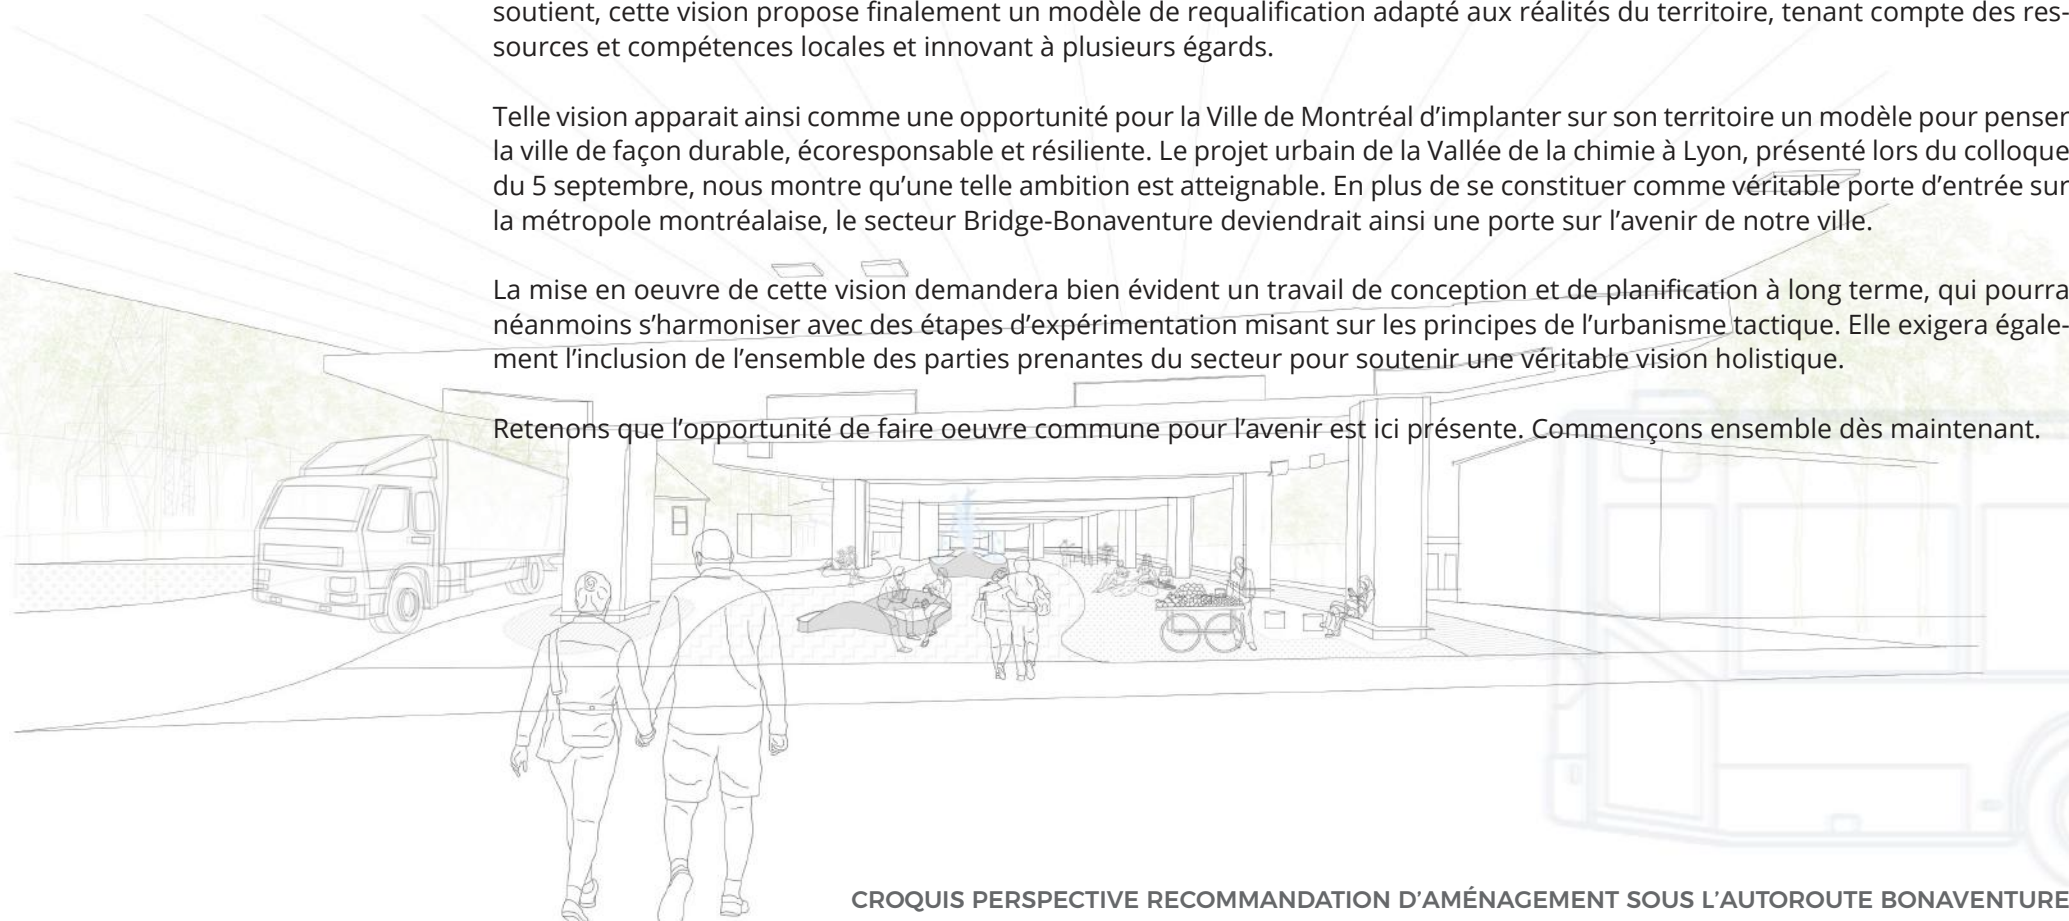 soutient, cette vision propose finalement un modèle de requalification adapté aux réalités du territoire, tenant compte des res-
sources et compétences locales et innovant à plusieurs égards.
Telle vision apparait ainsi comme une opportunité pour la Ville de Montréal d’implanter sur son territoire un modèle pour penser
la ville de façon durable, écoresponsable et résiliente. Le projet urbain de la Vallée de la chimie à Lyon, présenté lors du colloque
du 5 septembre, nous montre qu’une telle ambition est atteignable. En plus de se constituer comme véritable porte d’entrée sur
la métropole montréalaise, le secteur Bridge-Bonaventure deviendrait ainsi une porte sur l’avenir de notre ville.
La mise en oeuvre de cette vision demandera bien évident un travail de conception et de planification à long terme, qui pourra
néanmoins s’harmoniser avec des étapes d’expérimentation misant sur les principes de l’urbanisme tactique. Elle exigera égale-
ment l’inclusion de l’ensemble des parties prenantes du secteur pour soutenir une véritable vision holistique.
Retenons que l’opportunité de faire oeuvre commune pour l’avenir est ici présente. Commençons ensemble dès maintenant.
CROQUIS PERSPECTIVE RECOMMANDATION D’AMÉNAGEMENT SOUS L’AUTOROUTE BONAVENTURE